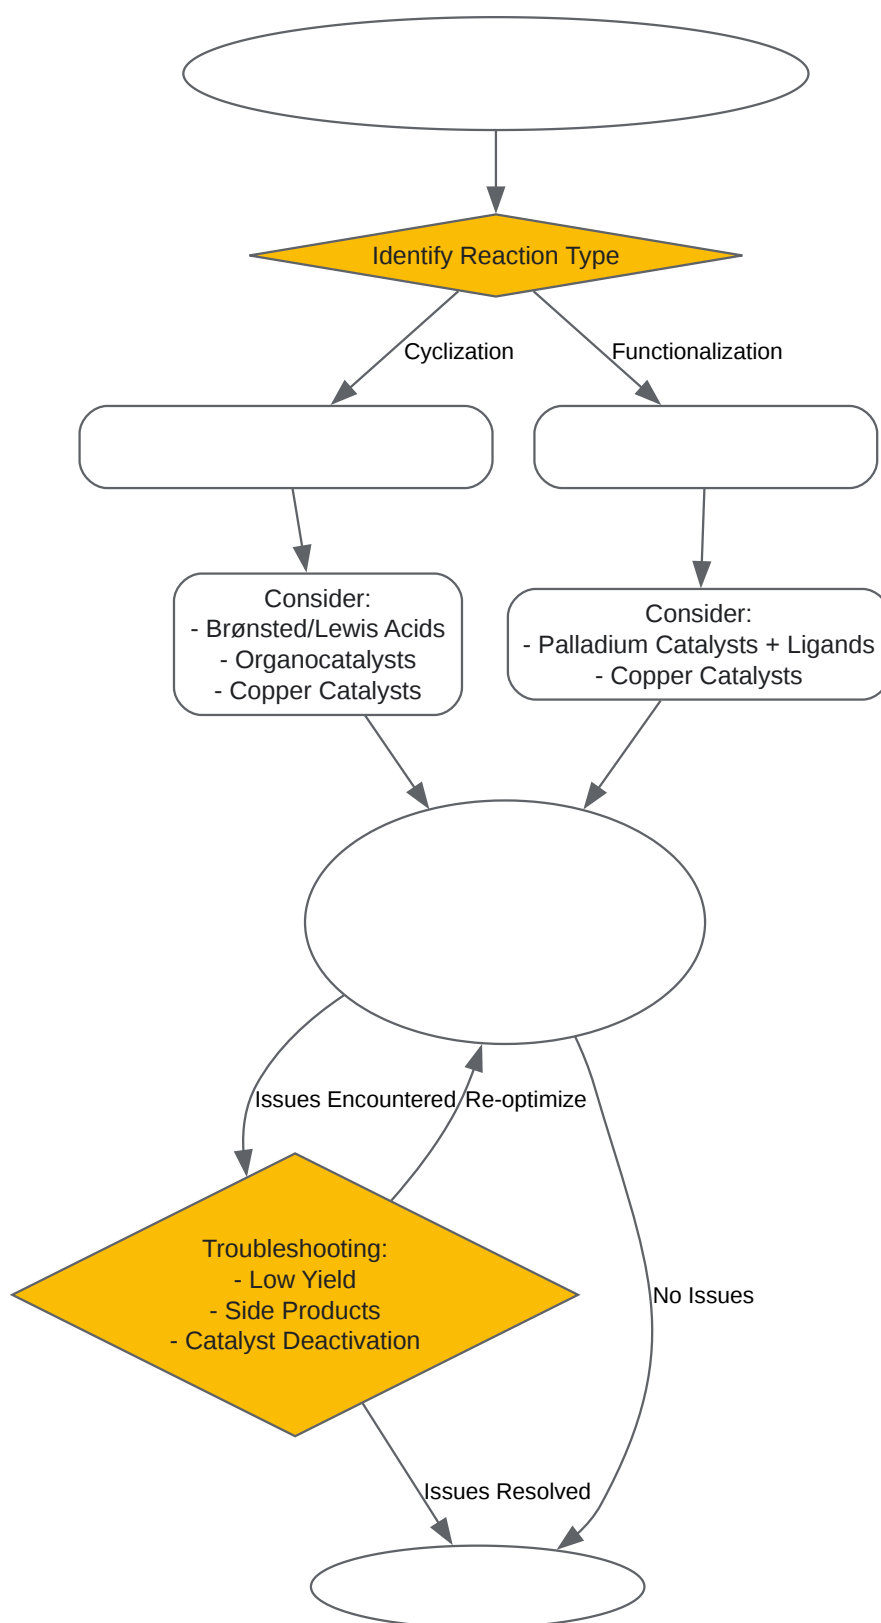 Identify Reaction Type
Cyclization
Functionalization
Consider:
- Brønsted/Lewis Acids
- Organocatalysts
- Copper Catalysts
Consider:
- Palladium Catalysts + Ligands
- Copper Catalysts
Issues Encountered
Re-optimize
Troubleshooting:
- Low Yield
- Side Products
- Catalyst Deactivation
No Issues
Issues Resolved